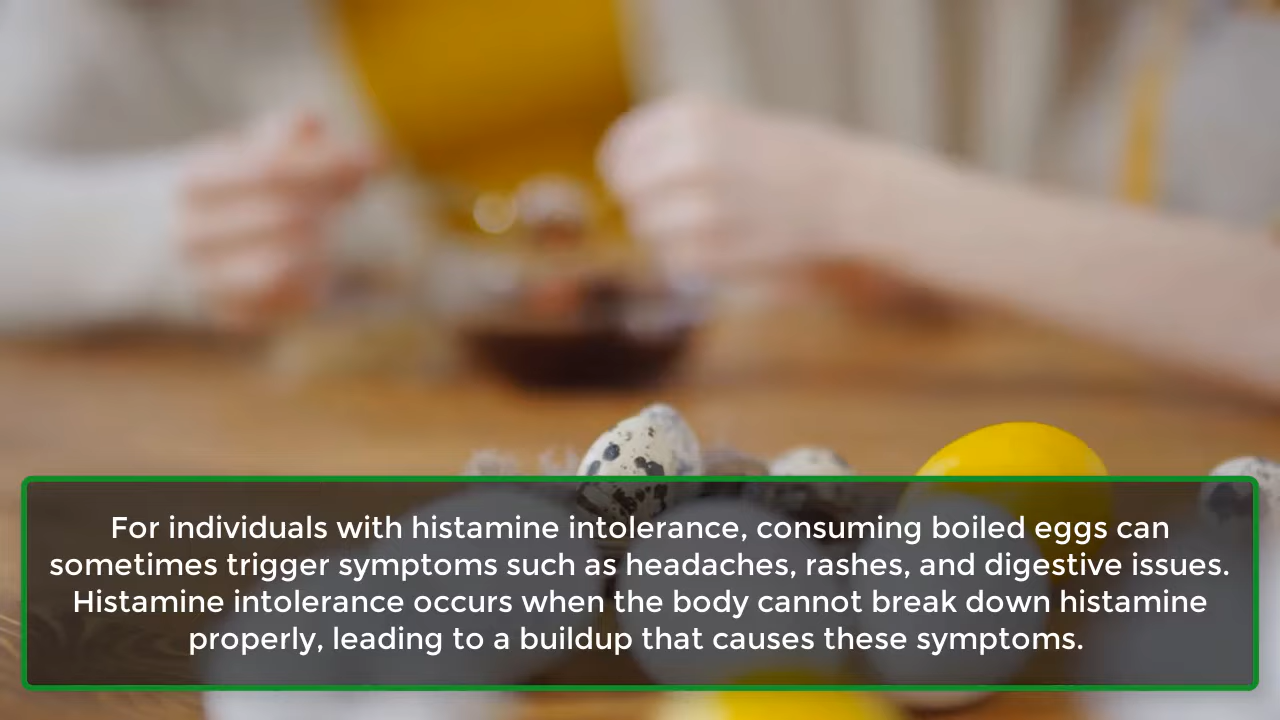 For individuals with histamine intolerance, consuming boiled eggs can
sometimes trigger symptoms such as headaches, rashes, and digestive issues.
Histamine intolerance occurs when the body cannot break down histamine
properly, leading to a buildup that causes these symptoms.